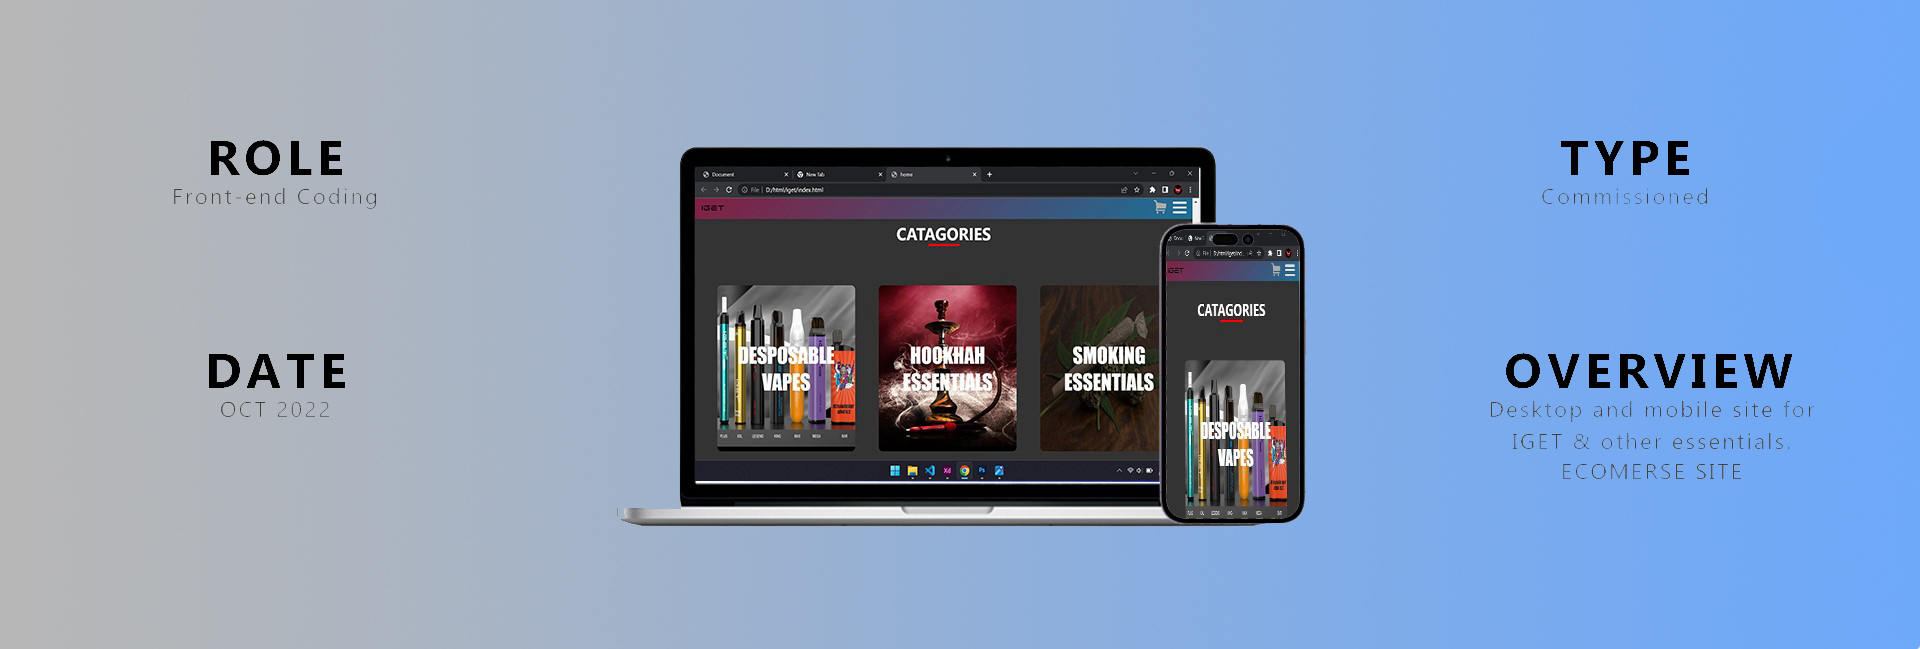 ROLE
Front-end Coding
DATE
OCT 2022
Document
New Tab
home
File | D:/html/iget/index.html
IGET
CATAGORIES
DESPOSABLE
VAPES
HOOKHAH
ESSENTIALS
SMOKING
ESSENTIALS
IGET
CATAGORIES
DESPOSABLE
VAPES
TYPE
Commissioned
OVERVIEW
Desktop and mobile site for
IGET & other essentials.
ECOMERSE SITE